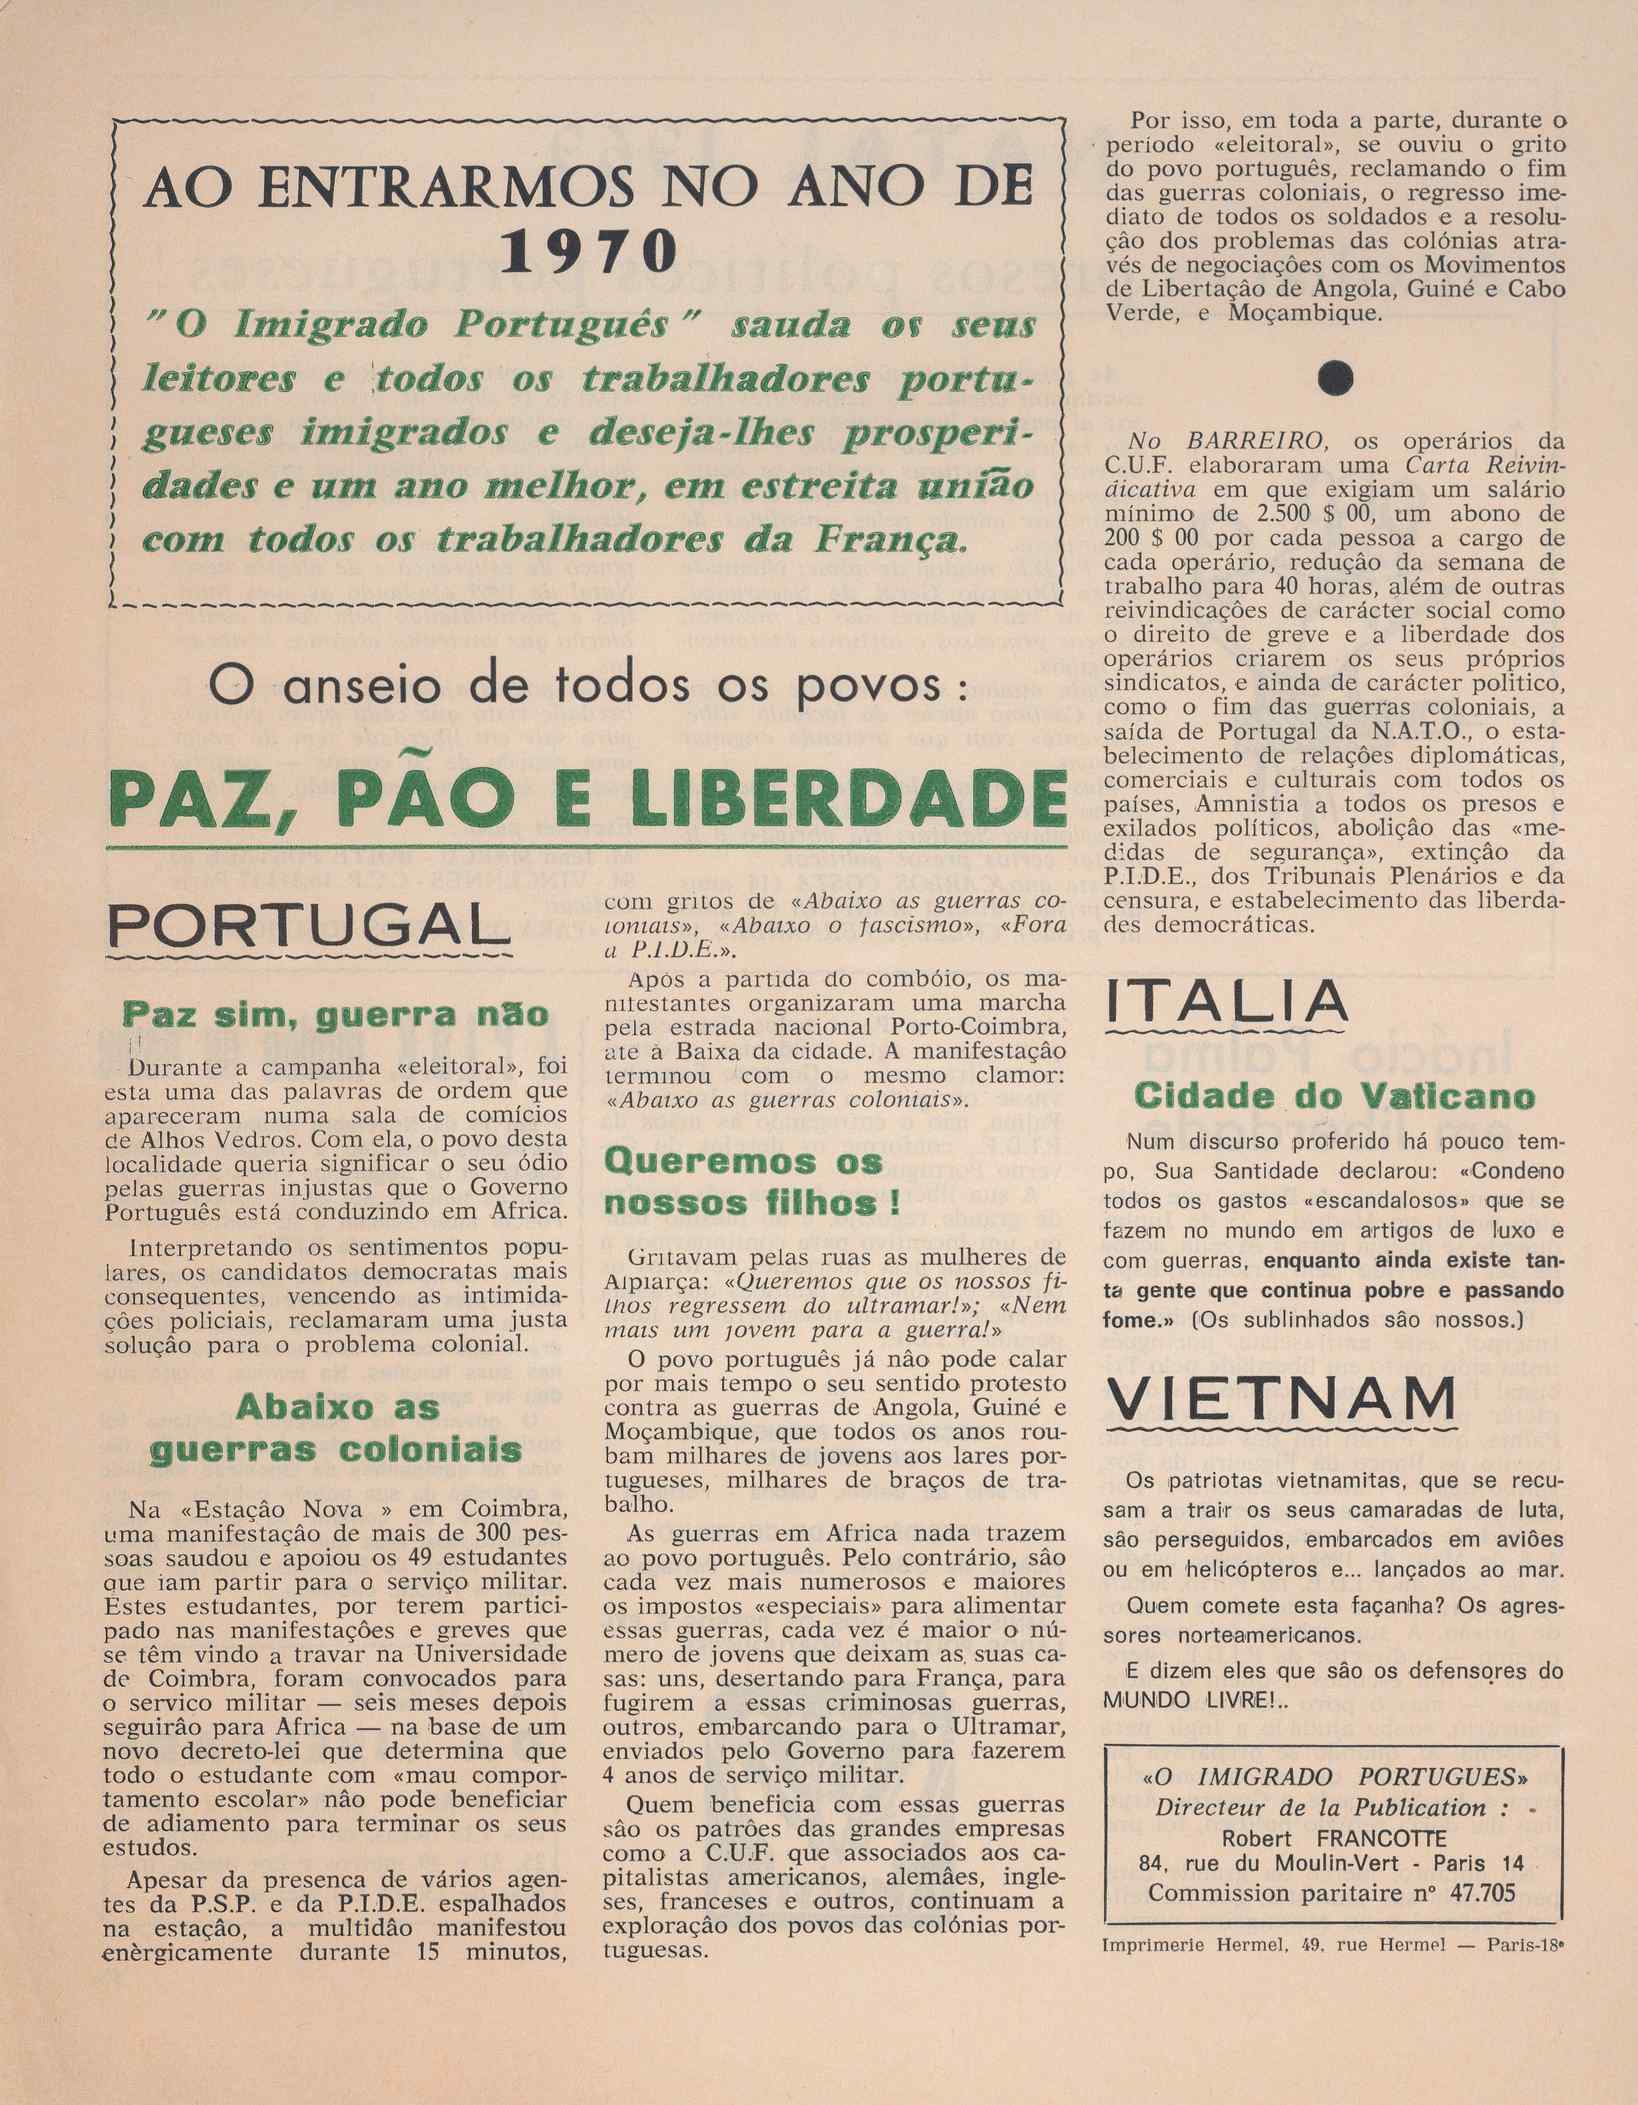 AO ENTRARMOS NO ANO DE
1970
"O Imigrado Português" sauda os seus
leitores e todos os trabalhadores portu-
gueses imigrados e deseja-lhes prosperi-
dades e um ano melhor, em estreita união
com todos os trabalhadores da França.
O anseio de todos os povos :
PAZ, PÃO E LIBERDADE
PORTUGAL
Paz sim, guerra não
Durante a campanha «eleitoral», foi
esta uma das palavras de ordem que
apareceram numa sala de comícios
de Alhos Vedros. Com ela, o povo desta
localidade queria significar o seu ódio
pelas guerras injustas que o Governo
Português está conduzindo em Africa.
Interpretando os sentimentos popu-
lares, os candidatos democratas mais
consequentes, vencendo as intimida-
çôes policiais, reclamaram uma justa
soluçâo para o problema colonial.
Abaixo as
guerras coloniais
Na «Estaçâo Nova » em Coimbra,
uma manifestaçâo de mais de 300 pes-
soas saudou e apoiou os 49 estudantes
que iam partir para o serviço militar.
Estes estudantes, por terem partici-
pado nas manifestaçôes e greves que
se têm vindo a travar na Universidade
de Coimbra, foram convocados para
o servico militar — seis meses depois
seguirâo para Africa — na base de um
novo decreto-lei que determina que
todo o estudante com «mau compor-
tamento escolar» nâo pode beneficiar
de adiamento para terminar os seus
estudos.
Apesar da presenca de vários agen-
tes da P.S.P. e da P.I.D.E. espalhados
na estaçâo, a multidâo manifestou
enèrgicamente durante 15 minutos,
com gritos de «Abaixo as guerras co-
loniais», «Abaixo o fascismo», «Fora
a P.I.D.E.».
Após a partida do combóio, os ma-
nifestantes organizaram uma marcha
pela estrada nacional Porto-Coimbra,
ate à Baixa da cidade. A manifestaçâo
terminou com o mesmo clamor:
«Abaixo as guerras coloniais».
Queremos os
nossos filhos !
Gritavam pelas ruas as mulheres de
Alpiarça: «Queremos que os nossos fi-
lhos regressem do ultramar!»; «Nem
mais um jovem para a guerra!»
O povo português já nâo pode calar
por mais tempo o seu sentido protesto
contra as guerras de Angola, Guiné e
Moçambique, que todos os anos rou-
bam milhares de jovens aos lares por-
tugueses, milhares de braços de tra-
balho.
As guerras em Africa nada trazem
ao povo português. Pelo contrário, sâo
cada vez mais numerosos e maiores
os impostos «especiais» para alimentar
essas guerras, cada vez é maior o nú-
mero de jovens que deixam as suas ca-
sas: uns, desertando para França, para
fugirem a essas criminosas guerras,
outros, embarcando para o Ultramar,
enviados pelo Governo para fazerem
4 anos de serviço militar.
Quem beneficia com essas guerras
sâo os patrôes das grandes empresas
como a C.U.F. que associados aos ca-
pitalistas americanos, alemâes, ingle-
ses, franceses e outros, continuam a
exploraçâo dos povos das colónias por-
tuguesas.
Por isso, em toda a parte, durante o
período «eleitoral», se ouviu o grito
do povo português, reclamando o fim
das guerras coloniais, o regresso ime-
diato de todos os soldados e a resolu-
çâo dos problemas das colónias atra-
vés de negociaçôes com os Movimentos
de Libertaçâo de Angola, Guiné e Cabo
Verde, e Moçambique.
No BARREIRO, os operários da
C.U.F. elaboraram uma Carta Reivin-
dicativa em que exigiam um salário
mínimo de 2.500 $ 00, um abono de
200 $ 00 por cada pessoa a cargo de
cada operário, reduçâo da semana de
trabalho para 40 horas, além de outras
reivindicaçôes de carácter social como
o direito de greve e a liberdade dos
operários criarem os seus próprios
sindicatos, e ainda de carácter politico,
como o fim das guerras coloniais, a
saída de Portugal da N.A.T.O., o esta-
belecimento de relaçôes diplomáticas,
comerciais e culturais com todos os
países, Amnistia a todos os presos e
exilados políticos, aboliçâo das «me-
didas de segurança», extinçâo da
P.I.D.E., dos Tribunais Plenários e da
censura, e estabelecimento das liberda-
des democráticas.
ITALIA
Cidade do Vaticano
Num discurso proferido há pouco tem-
po, Sua Santidade declarou: «Condeno
todos os gastos «escandalosos» que se
fazem no mundo em artigos de luxo e
com guerras, enquanto ainda existe tan-
ta gente que continua pobre e passando
fome.» (Os sublinhados sâo nossos.)
VIETNAM
Os patriotas vietnamitas, que se recu-
sam a trair os seus camaradas de luta,
sâo perseguidos, embarcados em aviôes
ou em helicópteros e... lançados ao mar.
Quem comete esta façanha? Os agres-
sores norteamericanos.
E dizem eles que sâo os defensores do
MUNDO LIVRE!..
«O IMIGRADO PORTUGUES»
Directeur de la Publication :
Robert FRANCOTTE
84, rue du Moulin-Vert - Paris 14
Commission paritaire n° 47.705
Imprimerie Hermel, 49, rue Hermel — Paris-18e